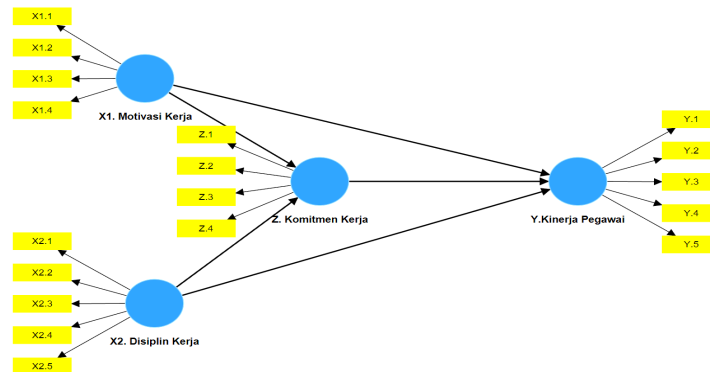 X1.1
X1.2
X1.3
X1.4
X1. Motivasi Kerja
Z.1
Z.2
Z.3
Z.4
Z. Komitmen Kerja
Y.1
Y.2
Y.3
Y.4
Y.5
Y.Kinerja Pegawai
X2.1
X2.2
X2.3
X2.4
X2.5
X2. Disiplin Kerja